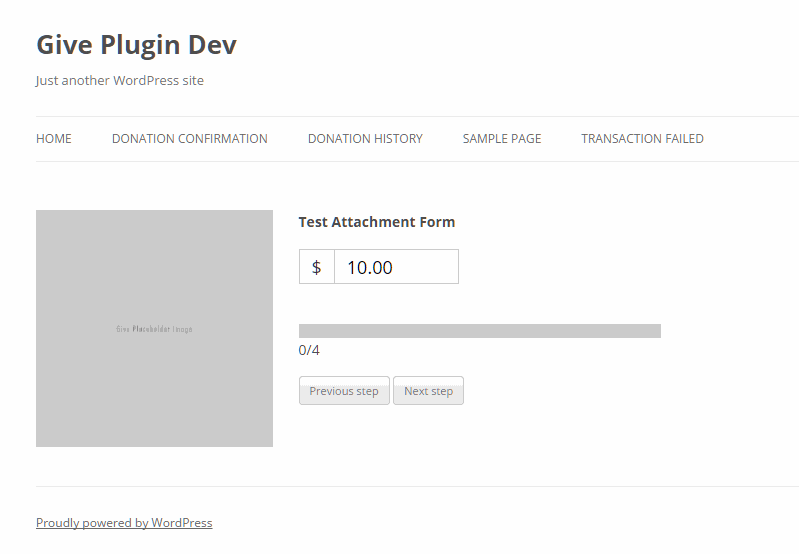 Give Plugin Dev
Just another WordPress site
HOME DONATION CONFIRMATION DONATION HISTORY SAMPLE PAGE TRANSACTION FAILED
Test Attachment Form
$ 10.00
Give Placeholder Image
0/4
Previous step Next step
Proudly powered by WordPress